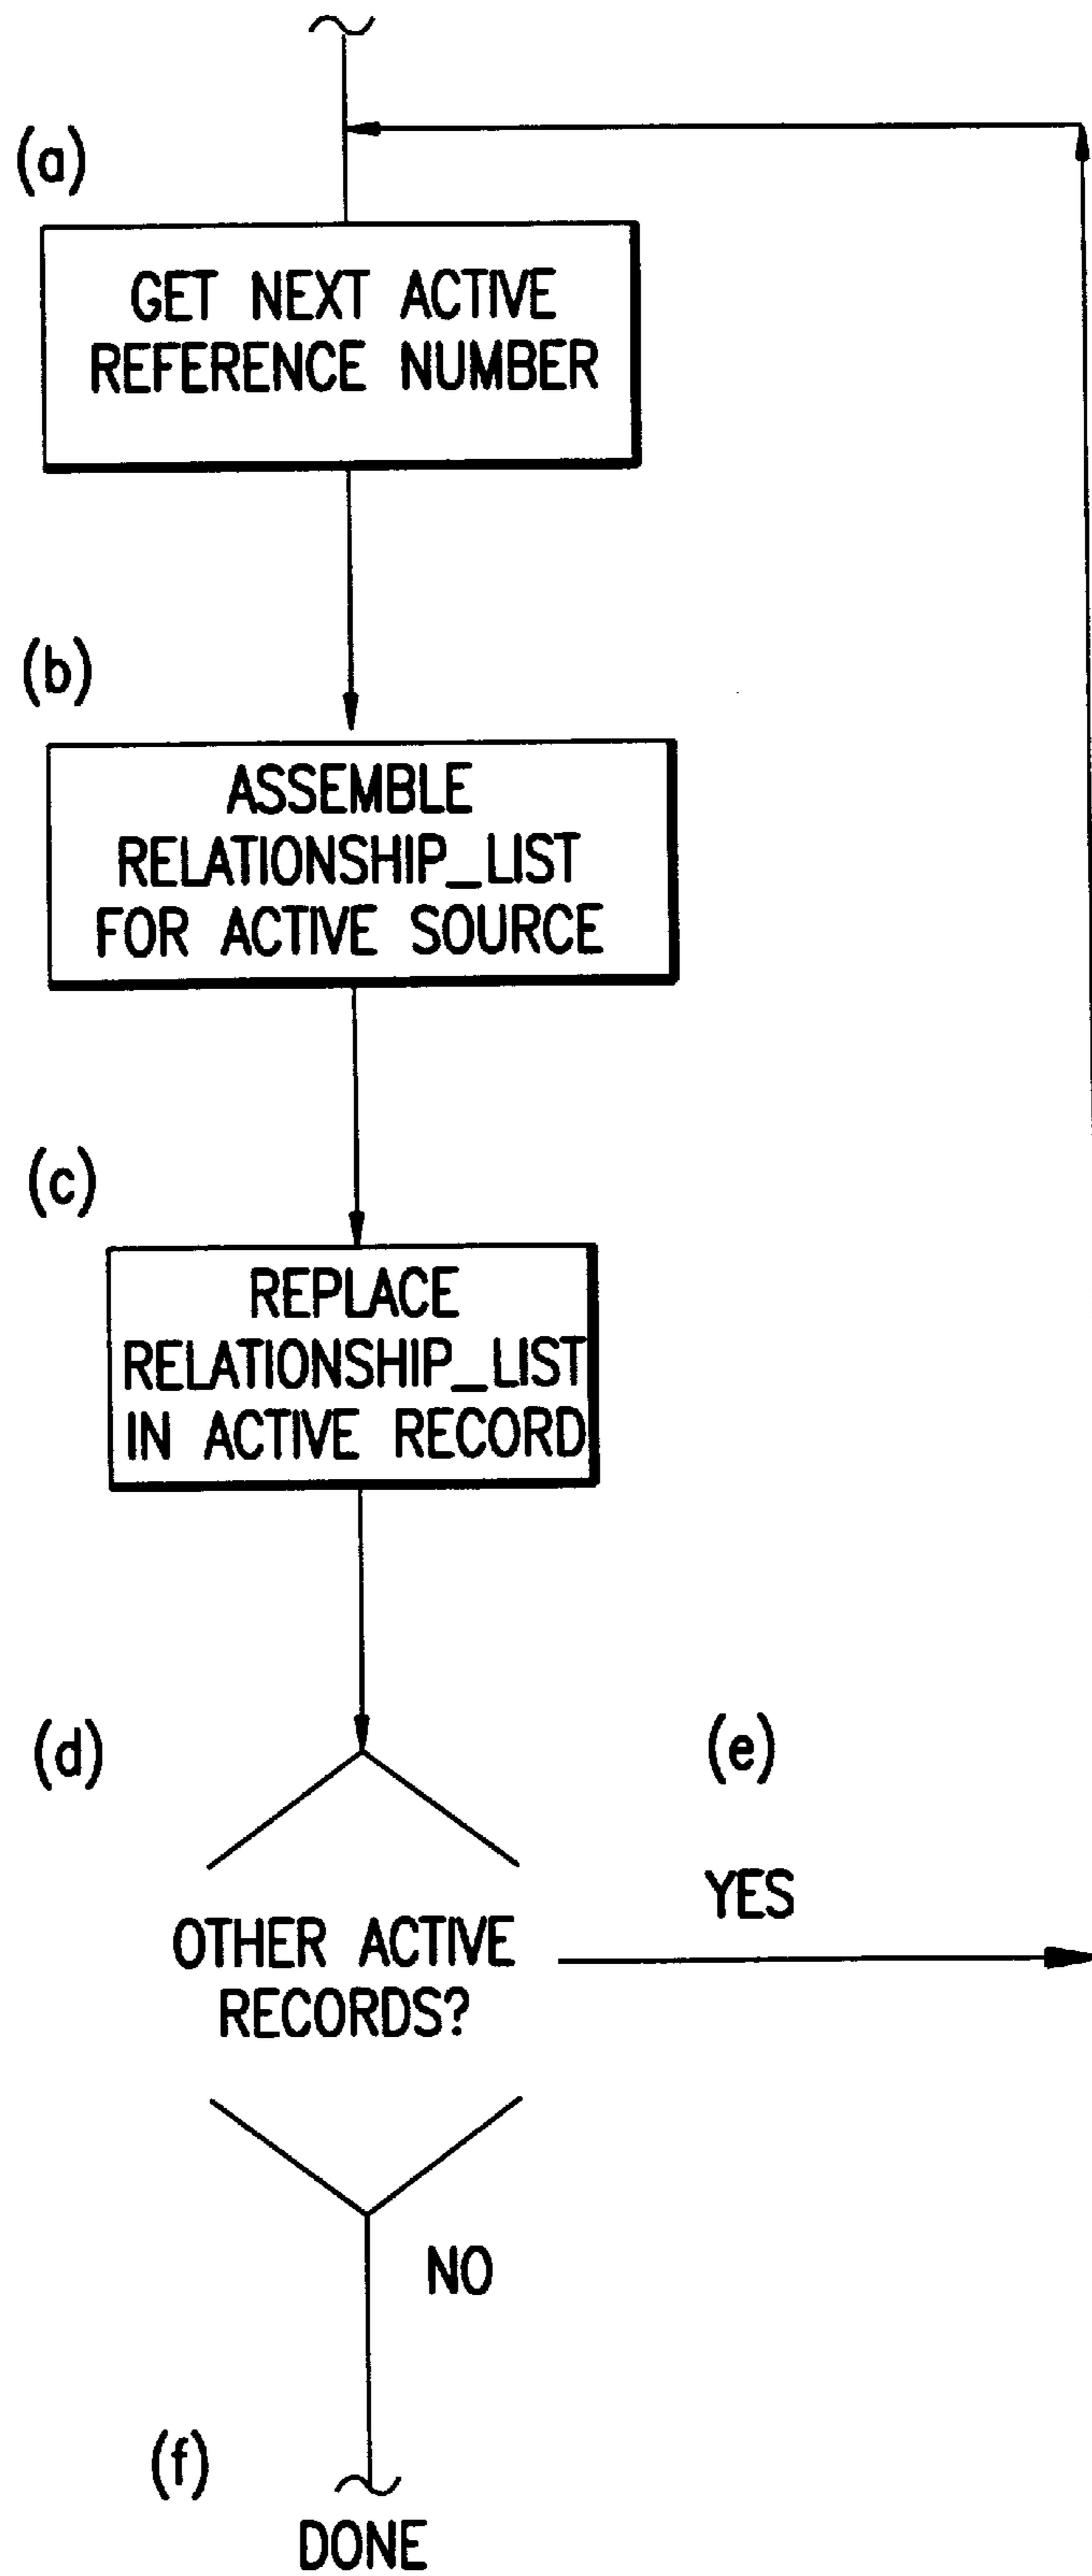 (a)
GET NEXT ACTIVE
REFERENCE NUMBER
(b)
ASSEMBLE
RELATIONSHIP_LIST
FOR ACTIVE SOURCE
(c)
REPLACE
RELATIONSHIP_LIST
IN ACTIVE RECORD
(d)
(e)
YES
OTHER ACTIVE
RECORDS?
NO
(f)
DONE